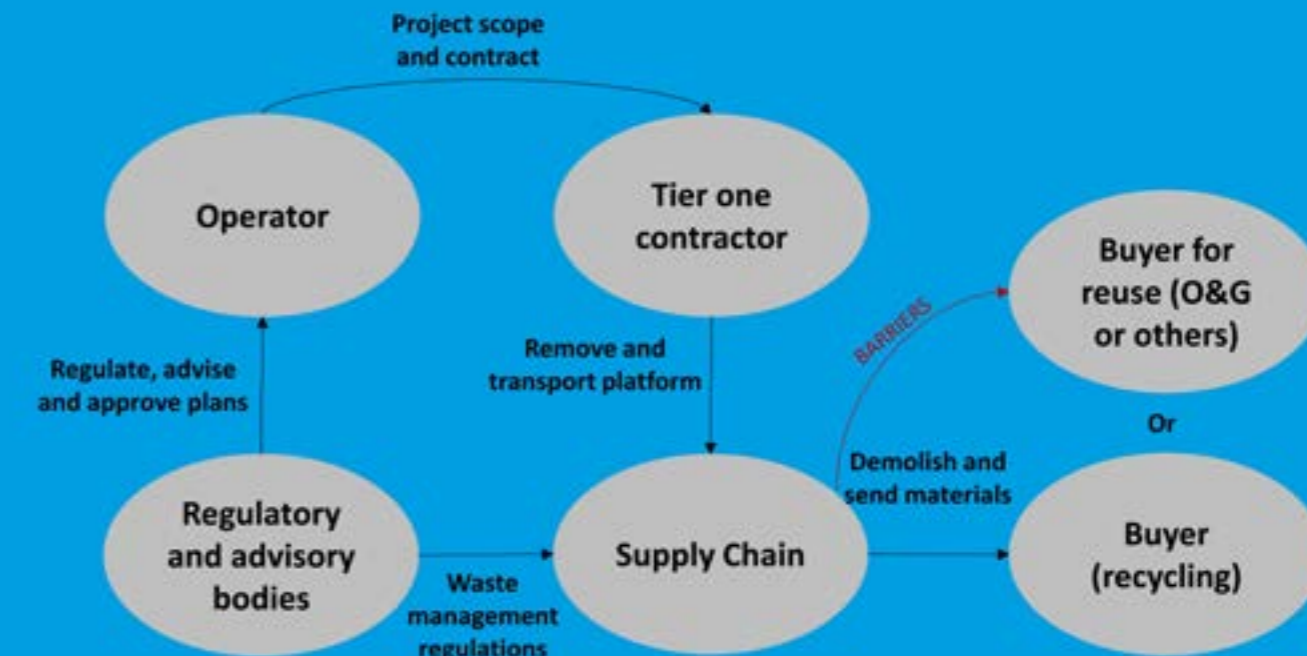 Project scope
and contract
Operator
Tier one
contractor
Buyer for
reuse (O&G
or others)
BARRIERS
Regulate, advise
and approve plans
Remove and
transport platform
Or
Demolish and
send materials
Regulatory
and advisory
bodies
Supply Chain
Buyer
(recycling)
Waste
management
regulations